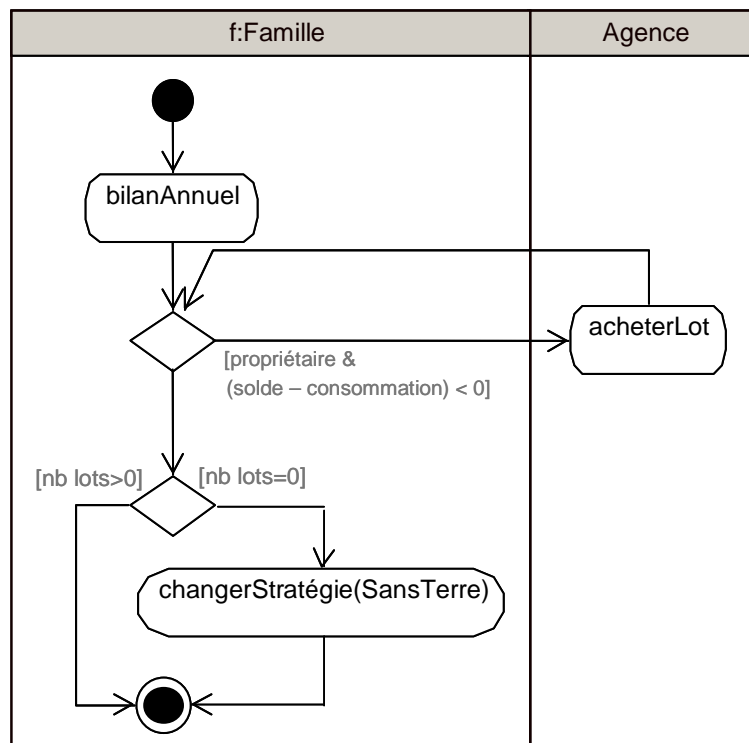 f:Famille
Agence
bilanAnnuel
acheterLot
[propriétaire &
(solde – consommation) < 0]
[nb lots>0]
[nb lots=0]
changerStratégie(SansTerre)